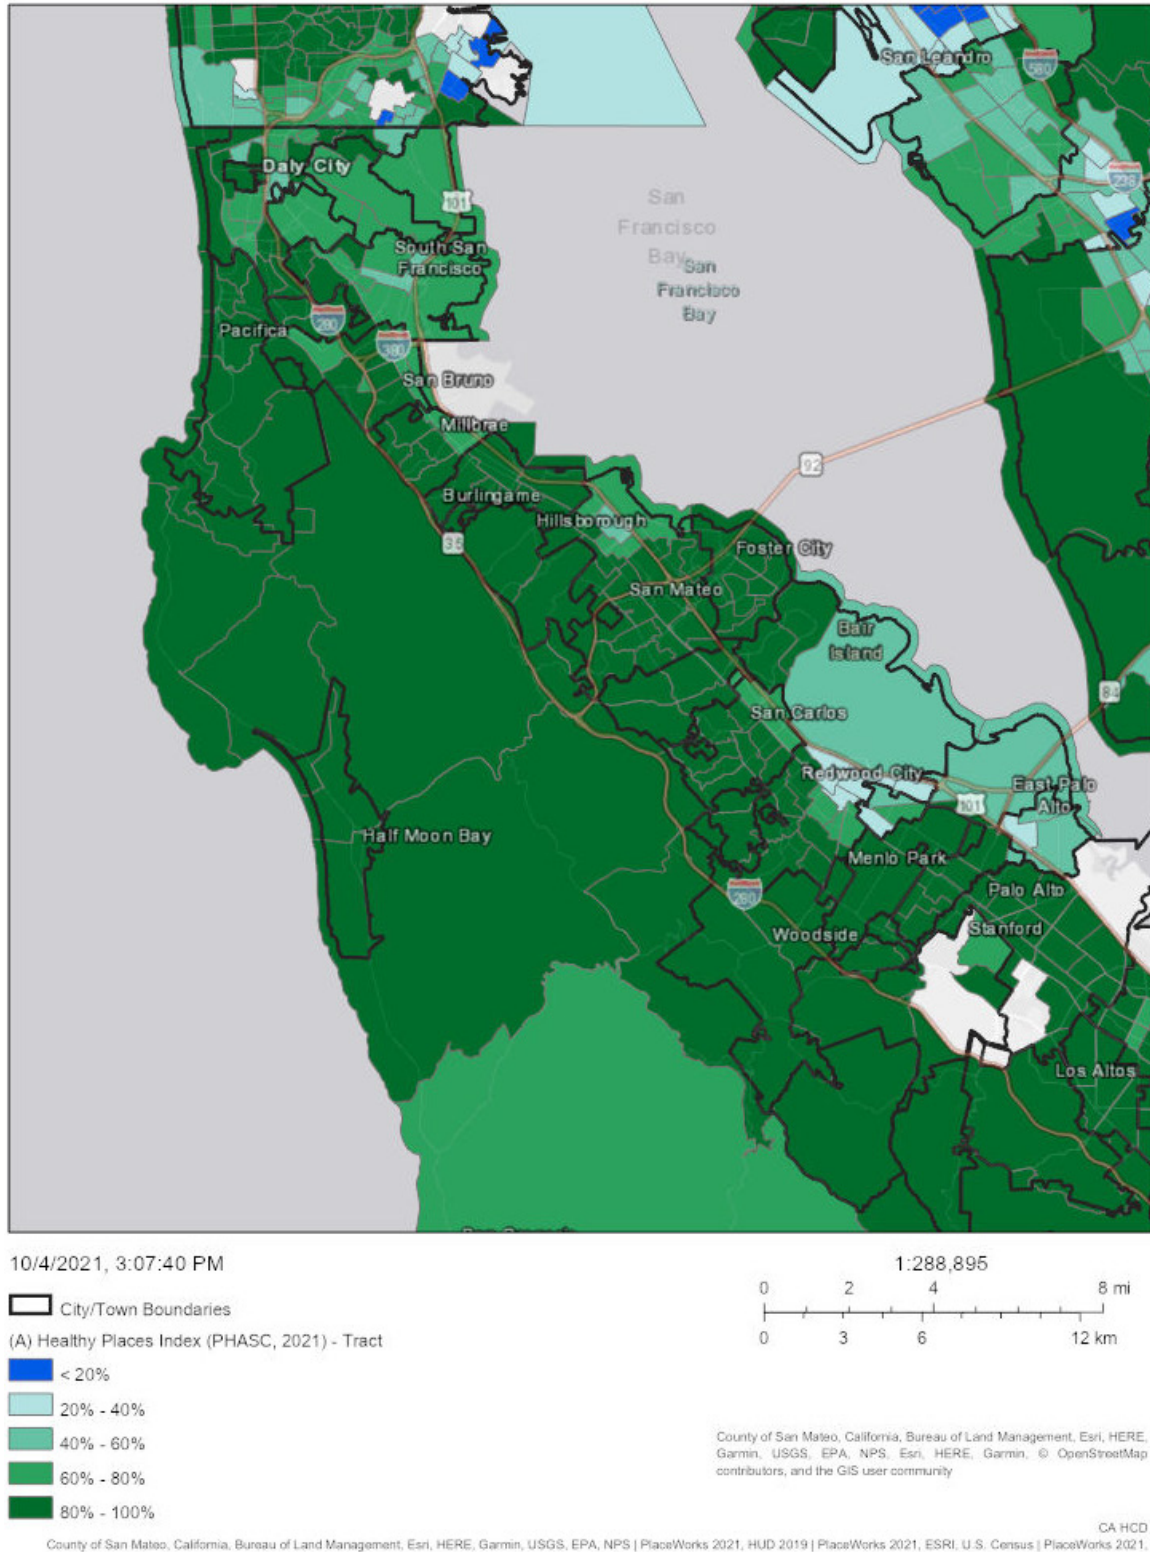 San Leandro
580
Daly City
238
101
San
Francisco
Bay
South San
Francisco
San
Francisco
Bay
280
Pacifica
380
San Bruno
Millbrae
92
Burlingame
Hillsborough
35
Foster City
San Mateo
Bair
Island
84
San Carlos
Redwood City
East Palo
Alto
101
Half Moon Bay
Menlo Park
280
Palo Alto
Woodside
Stanford
Los Altos
10/4/2021, 3:07:40 PM
1:288,895
0 2 4 8 mi
0 3 6 12 km
City/Town Boundaries
(A) Healthy Places Index (PHASC, 2021) - Tract
< 20%
20% - 40%
40% - 60%
60% - 80%
80% - 100%
County of San Mateo, California, Bureau of Land Management, Esri, HERE,
Garmin, USGS, EPA, NPS, Esri, HERE, Garmin, © OpenStreetMap
contributors, and the GIS user community
CA HCD
County of San Mateo, California, Bureau of Land Management, Esri, HERE, Garmin, USGS, EPA, NPS | PlaceWorks 2021, HUD 2019 | PlaceWorks 2021, ESRI, U.S. Census | PlaceWorks 2021,